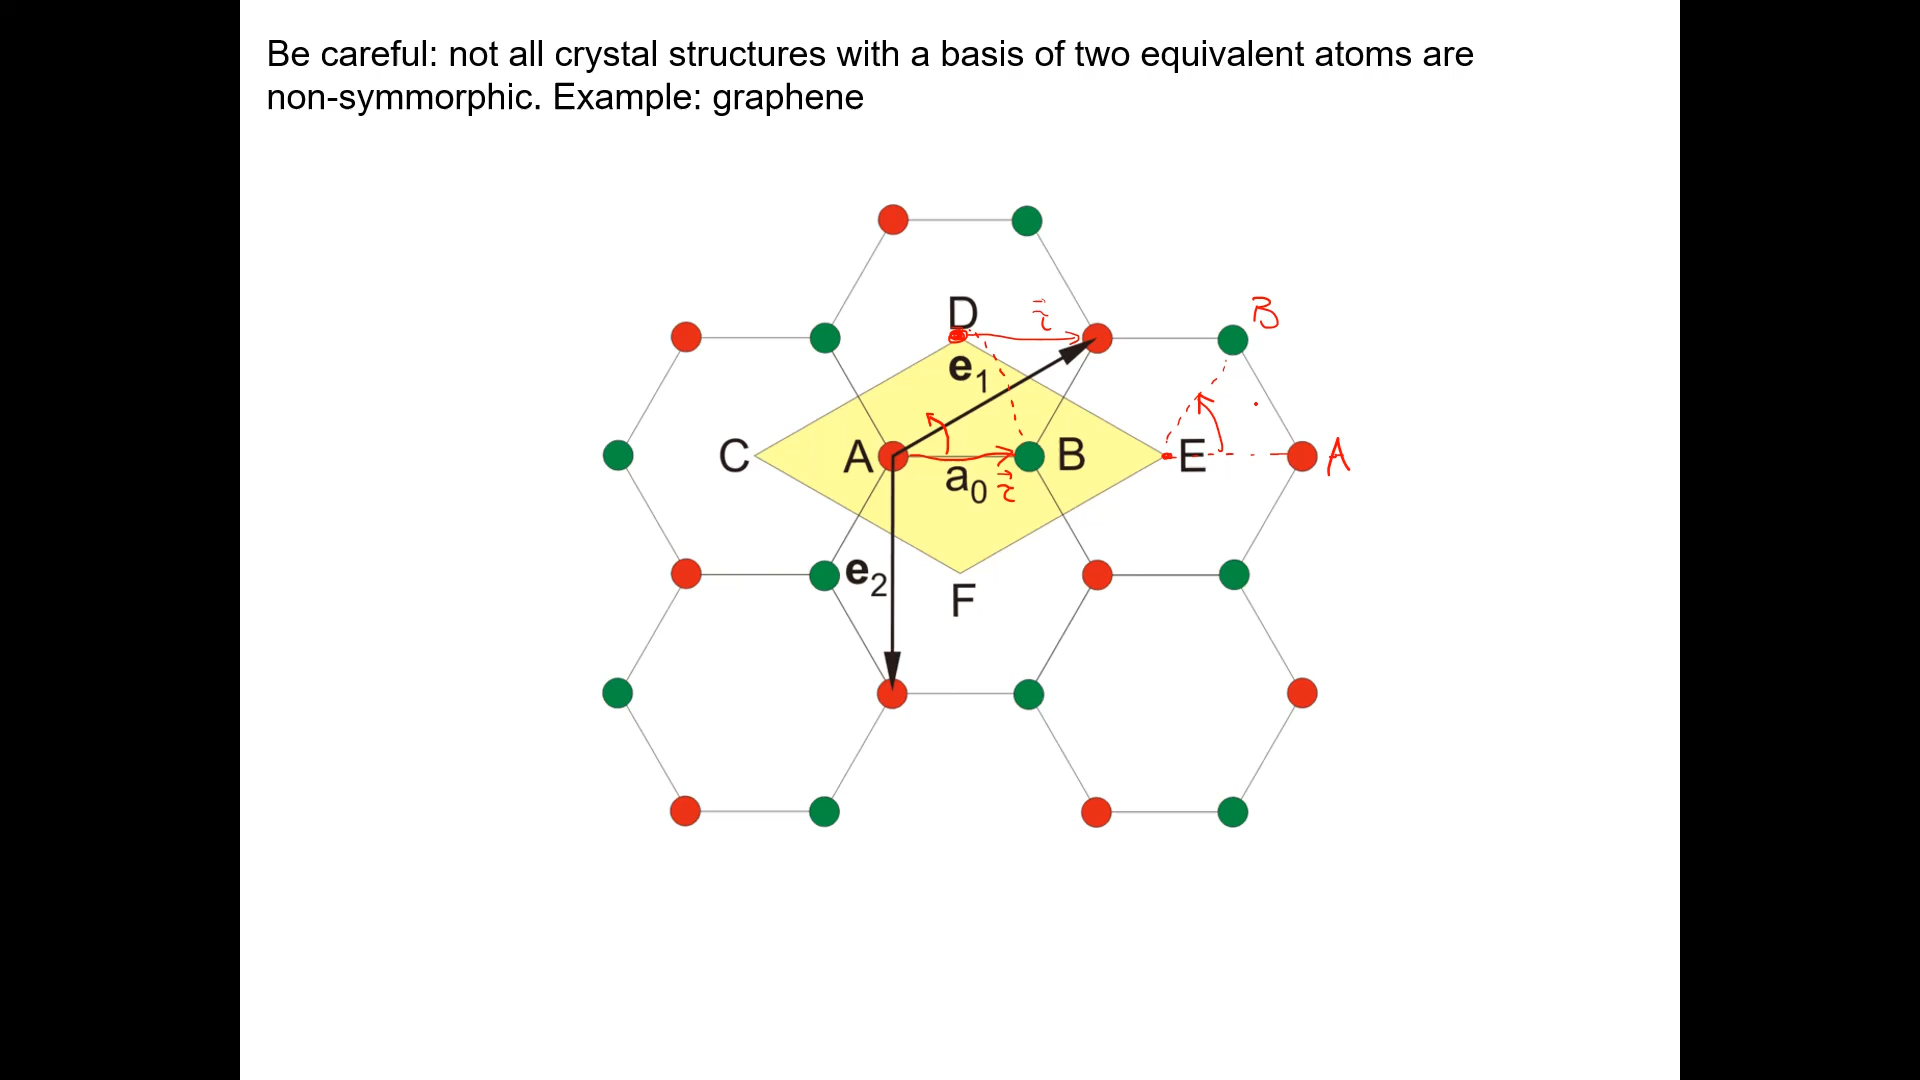 Be careful: not all crystal structures with a basis of two equivalent atoms are
non-symmorphic. Example: graphene
D
τ⃗
B
e1
C
A
B
E
A
a0
τ⃗
e2
F